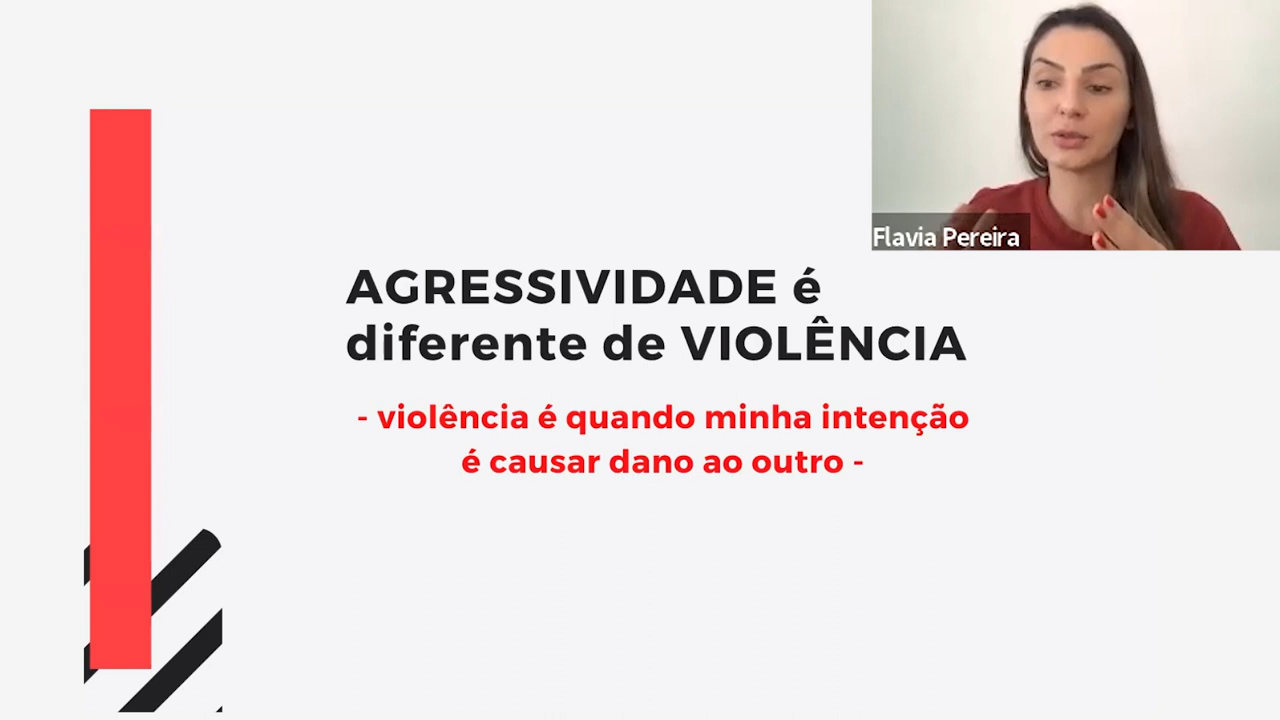 Flavia Pereira
AGRESSIVIDADE é
diferente de VIOLÊNCIA
- violência é quando minha intenção
é causar dano ao outro -